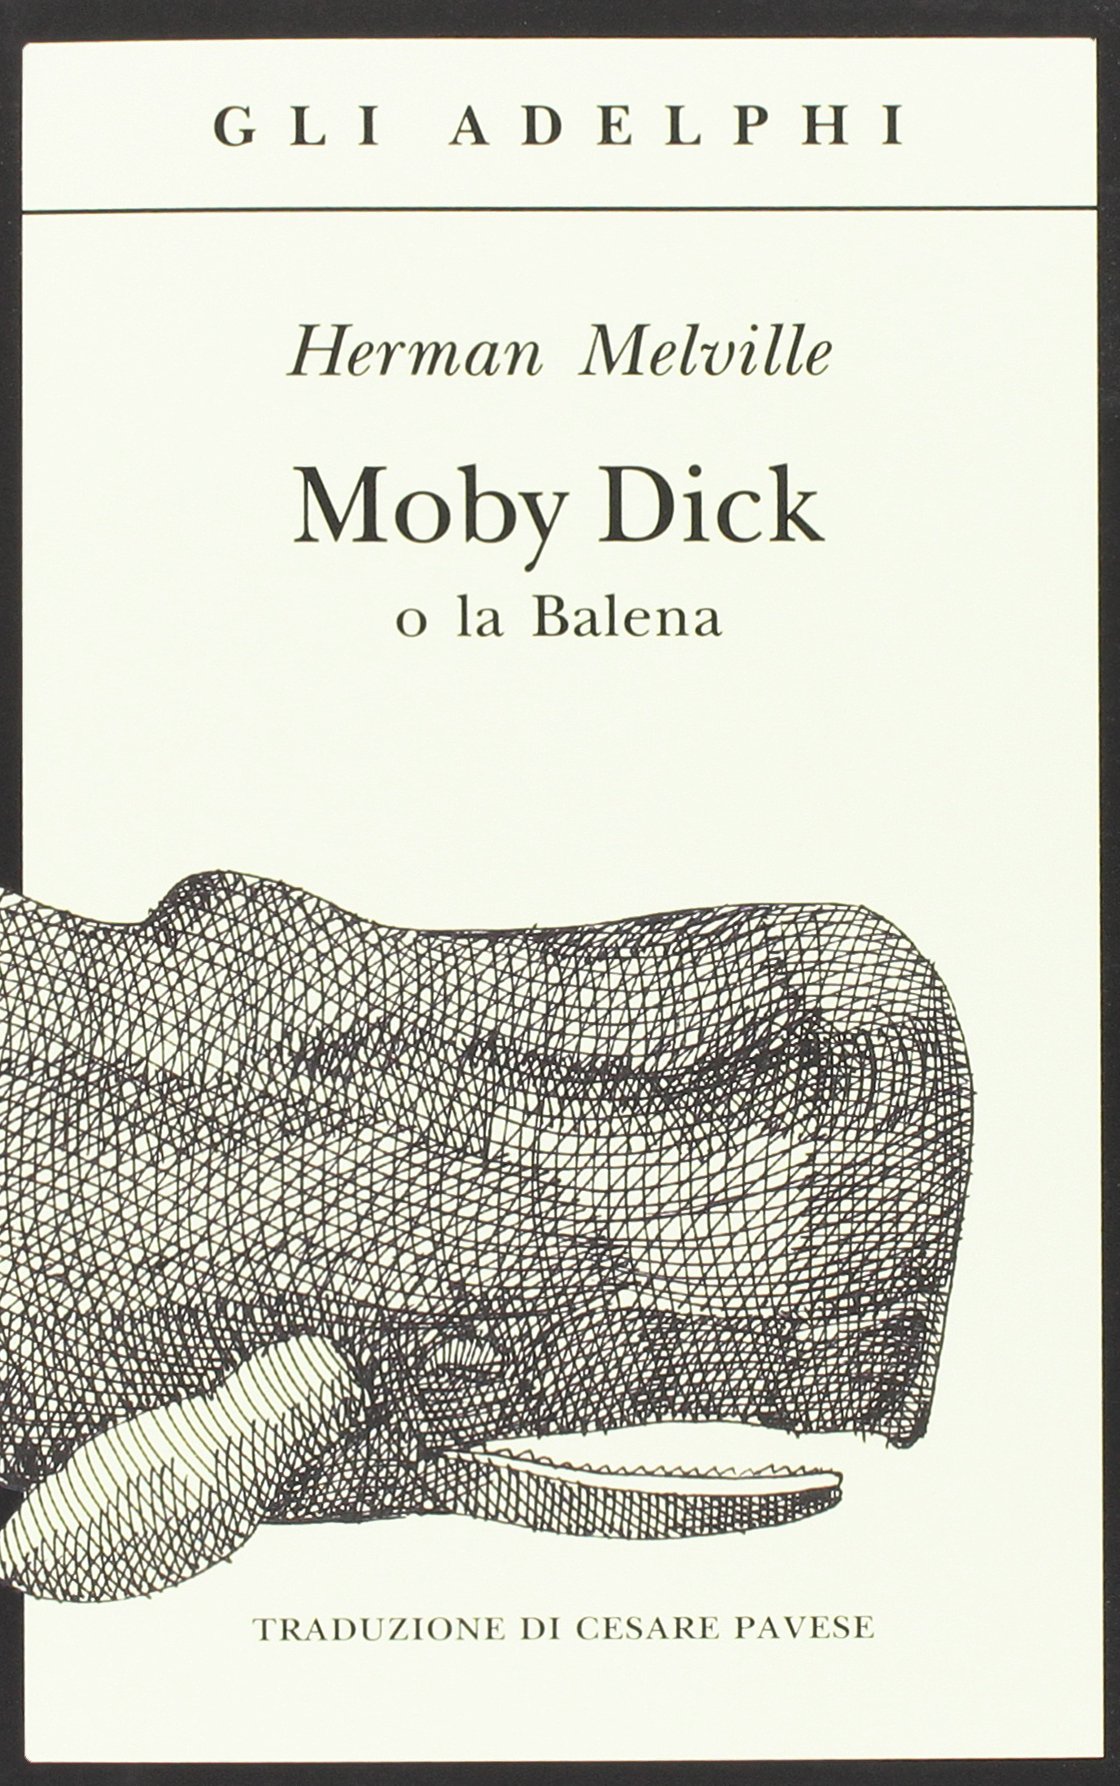 GLI ADELPHI
Herman Melville
Moby Dick
o la Balena
TRADUZIONE DI CESARE PAVESE